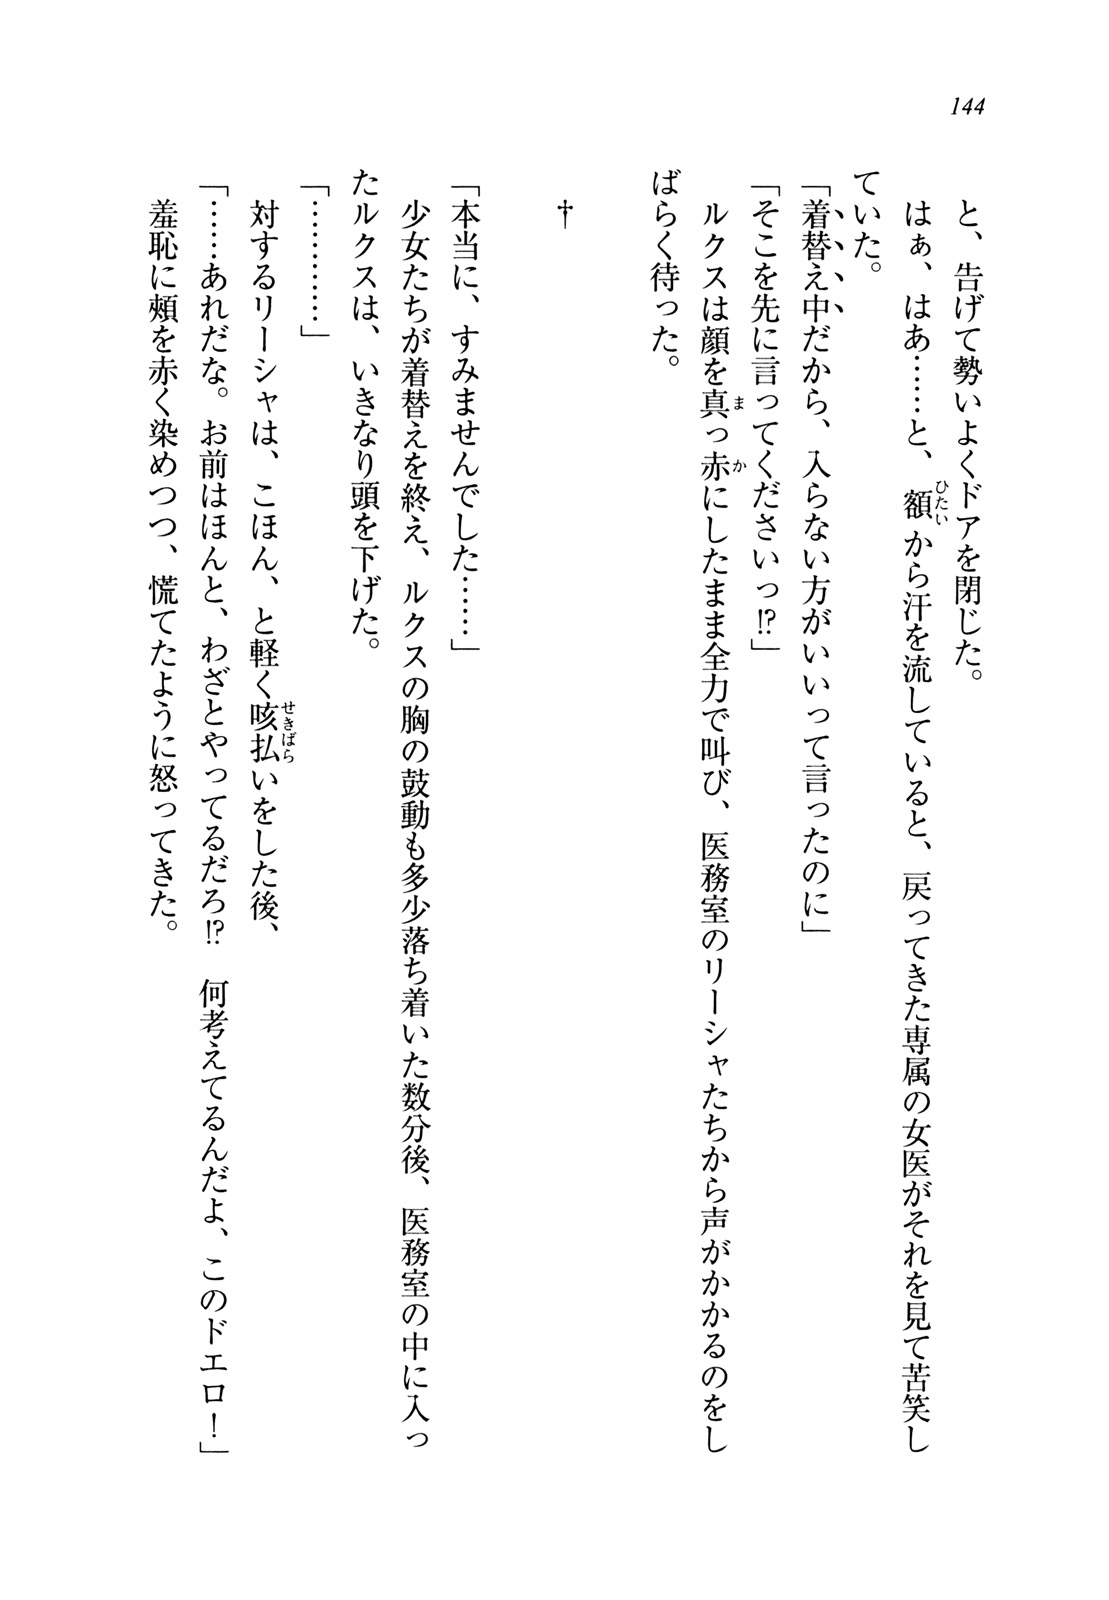 144
と、告げて勢いよくドアを閉じた。
はぁ、はあ……と、額から汗を流していると、戻ってきた専属の女医がそれを見て苦笑し
ていた。
「着替え中だから、入らない方がいいって言ったのに」
「そこを先に言ってくださいっ!?」
ルクスは顔を真っ赤にしたまま全力で叫び、医務室のリーシャたちから声がかかるのをし
ばらく待った。
†
「本当に、すみませんでした……」
少女たちが着替えを終え、ルクスの胸の鼓動も多少落ち着いた数分後、医務室の中に入っ
たルクスは、いきなり頭を下げた。
「…………」
対するリーシャは、こほん、と軽く咳払いをした後、
「……あれだな。お前はほんと、わざとやってるだろ!?　何考えてるんだよ、このドエロ！」
羞恥に頰を赤く染めつつ、慌てたように怒ってきた。